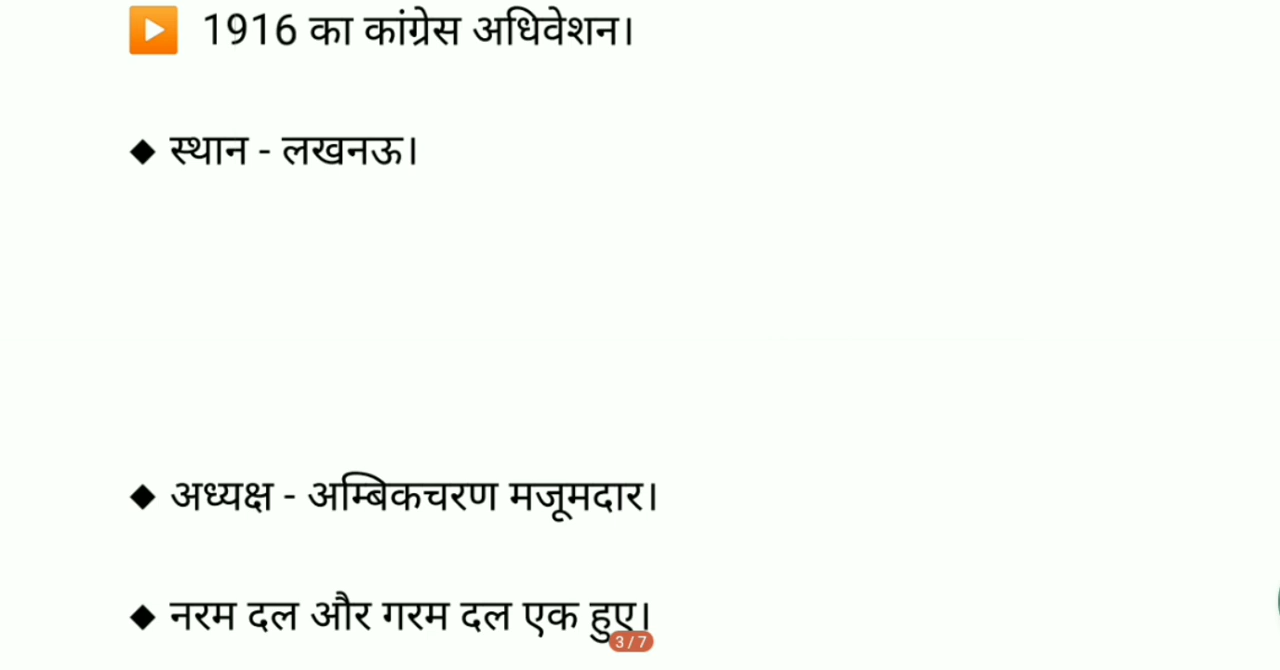 ▶️ 1916 का कांग्रेस अधिवेशन।
◆ स्थान - लखनऊ।
◆ अध्यक्ष - अम्बिकचरण मजूमदार।
◆ नरम दल और गरम दल एक हुए।
3 / 7